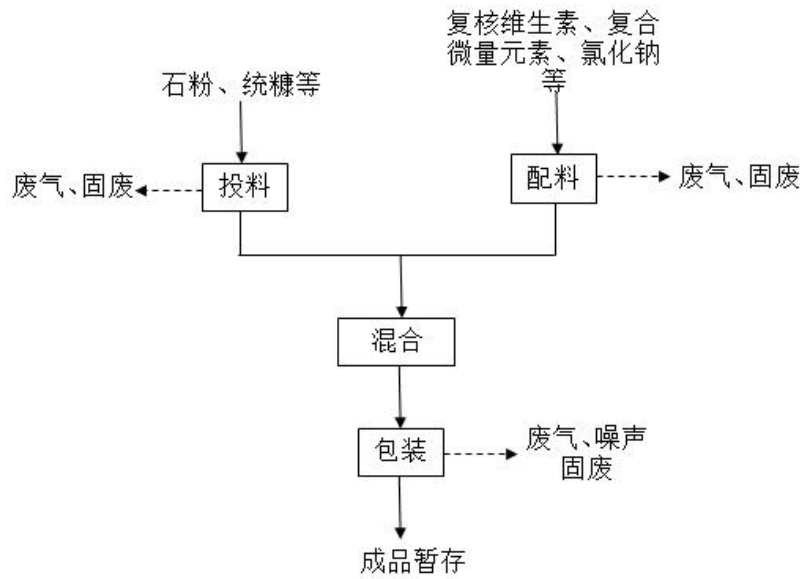 复核维生素、复合
微量元素、氯化钠
等
石粉、统糠等
废气、固废
投料
配料
废气、固废
混合
包装
废气、噪声
固废
成品暂存